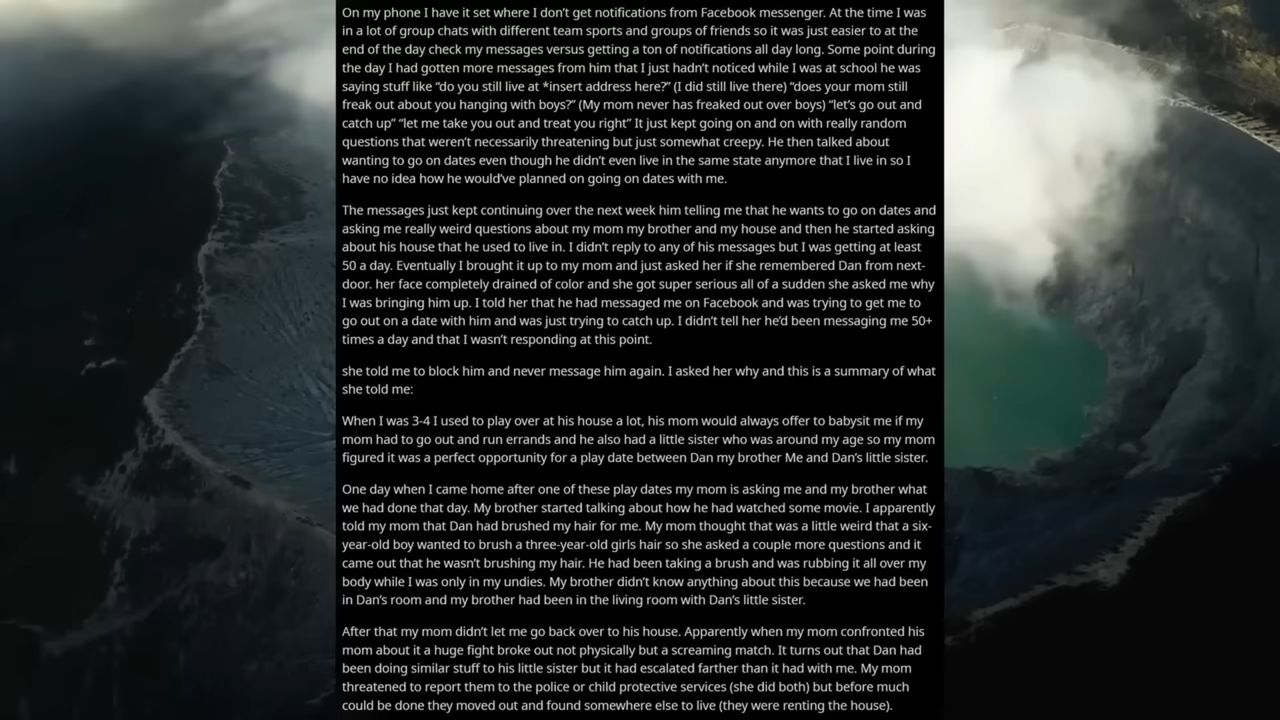 On my phone I have it set where I don’t get notifications from Facebook messenger. At the time I was
in a lot of group chats with different team sports and groups of friends so it was just easier to at the
end of the day check my messages versus getting a ton of notifications all day long. Some point during
the day I had gotten more messages from him that I just hadn’t noticed while I was at school he was
saying stuff like “do you still live at *insert address here?” (I did still live there) “does your mom still
freak out about you hanging with boys?” (My mom never has freaked out over boys) “let’s go out and
catch up” “let me take you out and treat you right” It just kept going on and on with really random
questions that weren’t necessarily threatening but just somewhat creepy. He then talked about
wanting to go on dates even though he didn’t even live in the same state anymore that I live in so I
have no idea how he would’ve planned on going on dates with me.
The messages just kept continuing over the next week him telling me that he wants to go on dates and
asking me really weird questions about my mom my brother and my house and then he started asking
about his house that he used to live in. I didn’t reply to any of his messages but I was getting at least
50 a day. Eventually I brought it up to my mom and just asked her if she remembered Dan from next-
door. her face completely drained of color and she got super serious all of a sudden she asked me why
I was bringing him up. I told her that he had messaged me on Facebook and was trying to get me to
go out on a date with him and was just trying to catch up. I didn’t tell her he’d been messaging me 50+
times a day and that I wasn’t responding at this point.
she told me to block him and never message him again. I asked her why and this is a summary of what
she told me:
When I was 3-4 I used to play over at his house a lot, his mom would always offer to babysit me if my
mom had to go out and run errands and he also had a little sister who was around my age so my mom
figured it was a perfect opportunity for a play date between Dan my brother Me and Dan’s little sister.
One day when I came home after one of these play dates my mom is asking me and my brother what
we had done that day. My brother started talking about how he had watched some movie. I apparently
told my mom that Dan had brushed my hair for me. My mom thought that was a little weird that a six-
year-old boy wanted to brush a three-year-old girls hair so she asked a couple more questions and it
came out that he wasn’t brushing my hair. He had been taking a brush and was rubbing it all over my
body while I was only in my undies. My brother didn’t know anything about this because we had been
in Dan’s room and my brother had been in the living room with Dan’s little sister.
After that my mom didn’t let me go back over to his house. Apparently when my mom confronted his
mom about it a huge fight broke out not physically but a screaming match. It turns out that Dan had
been doing similar stuff to his little sister but it had escalated farther than it had with me. My mom
threatened to report them to the police or child protective services (she did both) but before much
could be done they moved out and found somewhere else to live (they were renting the house).